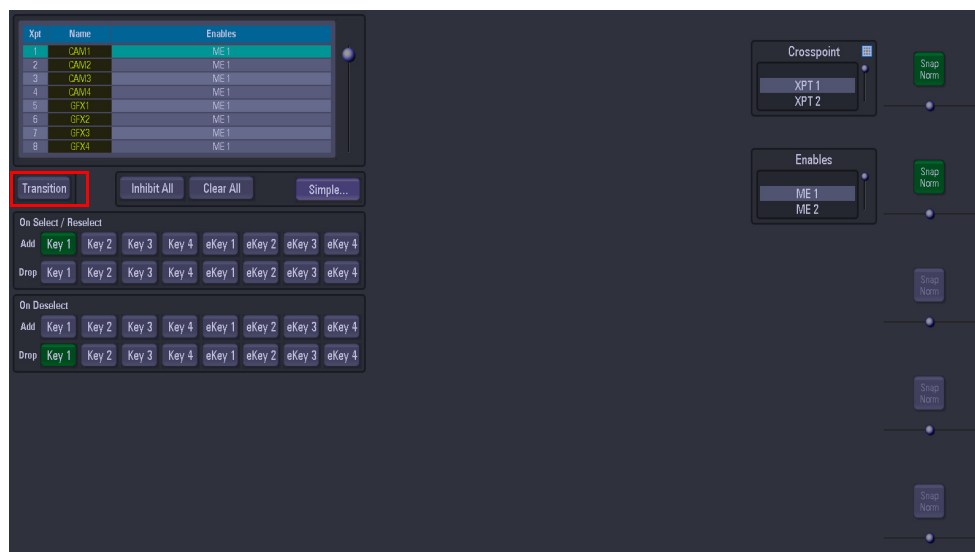 Xpt Name Enables
1 CAM1 ME 1
2 CAM2 ME 1
3 CAM3 ME 1
4 CAM4 ME 1
5 GFX1 ME 1
6 GFX2 ME 1
7 GFX3 ME 1
8 GFX4 ME 1
Transition Inhibit All Clear All Simple...
On Select / Reselect
Add Key 1 Key 2 Key 3 Key 4 eKey 1 eKey 2 eKey 3 eKey 4
Drop Key 1 Key 2 Key 3 Key 4 eKey 1 eKey 2 eKey 3 eKey 4
On Deselect
Add Key 1 Key 2 Key 3 Key 4 eKey 1 eKey 2 eKey 3 eKey 4
Drop Key 1 Key 2 Key 3 Key 4 eKey 1 eKey 2 eKey 3 eKey 4
Crosspoint
XPT 1
XPT 2
Enables
ME 1
ME 2
Snap
Norm
Snap
Norm
Snap
Norm
Snap
Norm
Snap
Norm